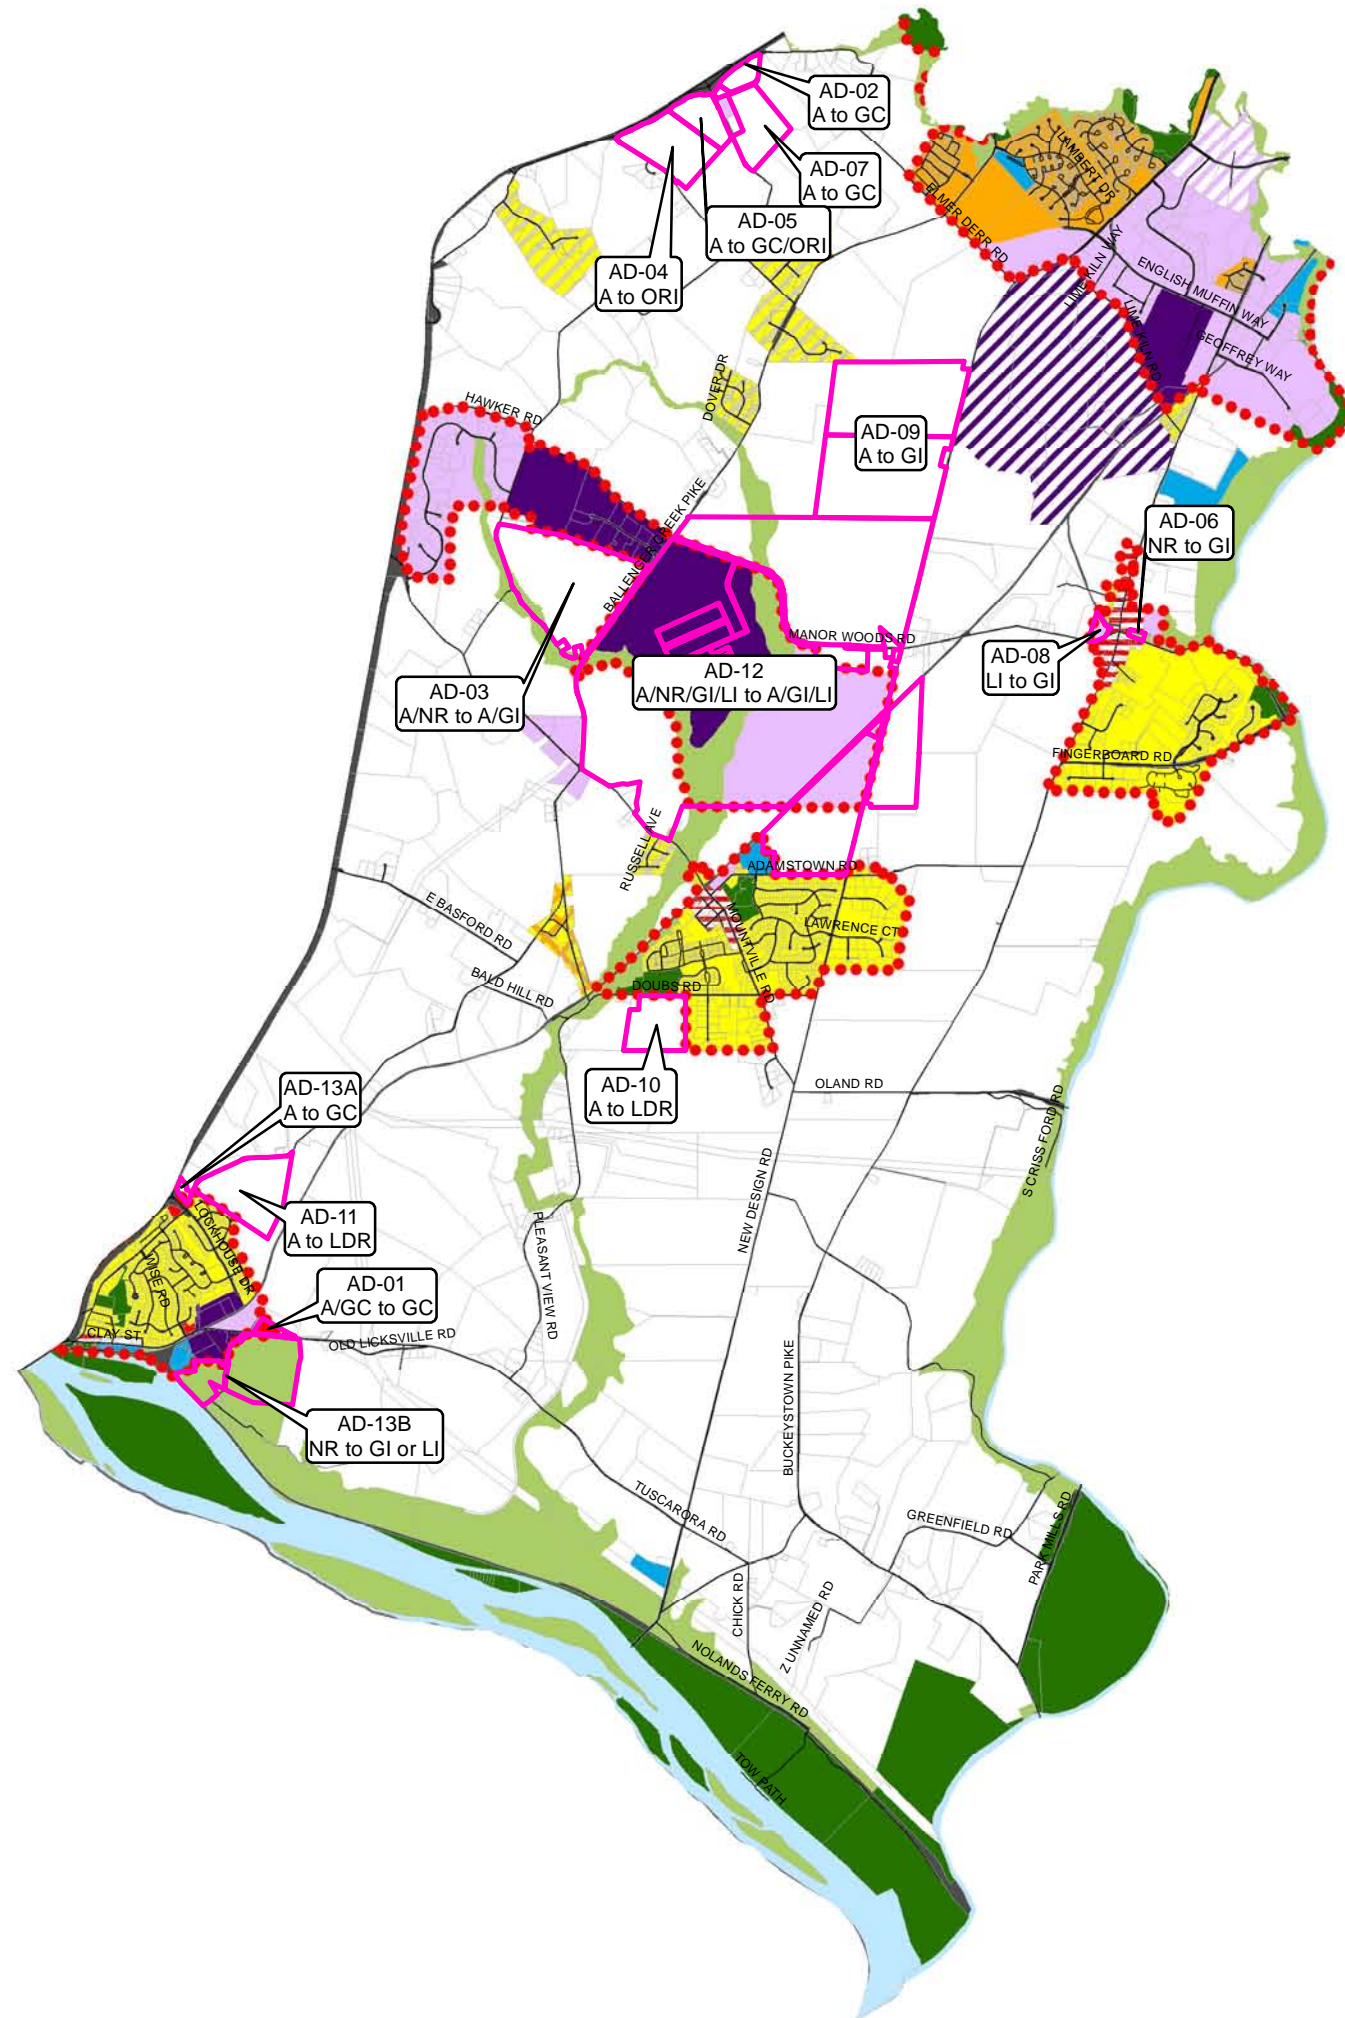 AD-02
A to GC
AD-07
A to GC
AD-05
A to GC/ORI
AD-04
A to ORI
LAMBERT DR
ELMER DERR RD
LIME KILN WAY
ENGLISH MUFFIN WAY
LIME KILN RD
GEOFFREY WAY
DOVER DR
HAWKER RD
AD-09
A to GI
BALLENGER CREEK PIKE
AD-06
NR to GI
MANOR WOODS RD
AD-08
LI to GI
AD-12
A/NR/GI/LI to A/GI/LI
AD-03
A/NR to A/GI
FINGERBOARD RD
RUSSELL AVE
ADAMSTOWN RD
E BASFORD RD
MOUNTVILLE RD
LAWRENCE CT
BALD HILL RD
DOUBS RD
AD-10
A to LDR
OLAND RD
AD-13A
A to GC
S CRISS FORD RD
NEW DESIGN RD
AD-11
A to LDR
LOCKHOUSE DR
WISE RD
PLEASANT VIEW RD
AD-01
A/GC to GC
CLAY ST
OLD LICKSVILLE RD
BUCKEYSTOWN PIKE
AD-13B
NR to GI or LI
TUSCARORA RD
GREENFIELD RD
PARK MILLS RD
CHICK RD
Z UNNAMED RD
NOLANDS FERRY RD
TOW PATH